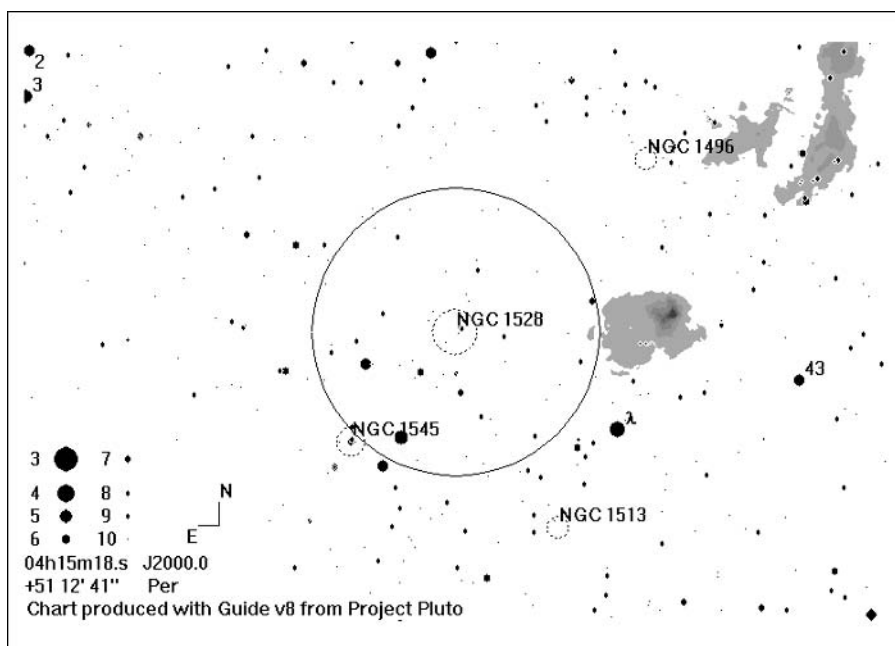 2
3
NGC 1496
NGC 1528
43
λ
NGC 1545
3 7
4 8
5 9
6 10
N
E
NGC 1513
04h15m18.s J2000.0
+51 12' 41" Per
Chart produced with Guide v8 from Project Pluto